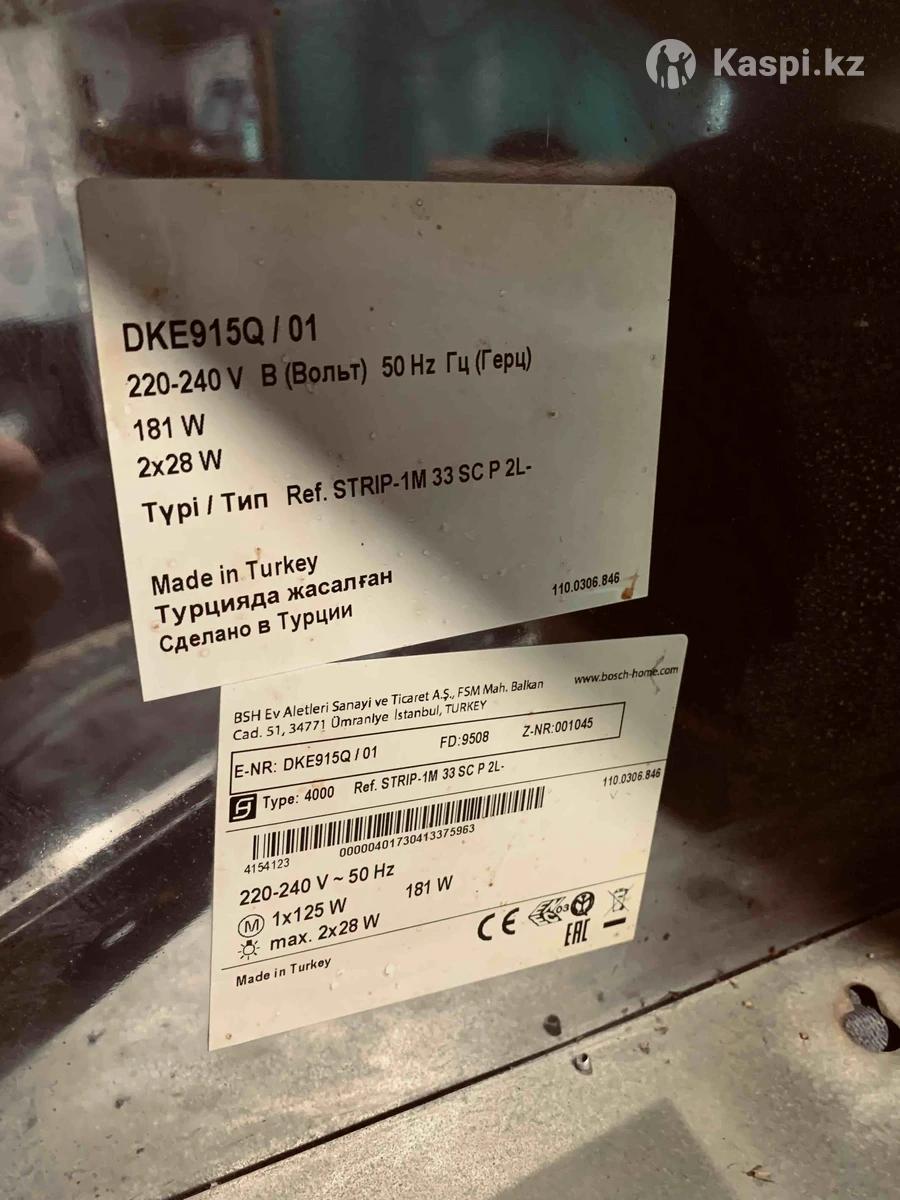 Kaspi.kz
DKE915Q / 01
220-240 V В (Вольт) 50 Hz Гц (Герц)
181 W
2x28 W
Түрі / Тип Ref. STRIP-1M 33 SC P 2L-
Made in Turkey
Турцияда жасалған
Сделано в Турции
110.0306.846
BSH Ev Aletleri Sanayi ve Ticaret A.Ş., FSM Mah. Balkan
Cad. 51, 34771 Ümraniye İstanbul, TURKEY
www.bosch-home.com
E-NR: DKE915Q / 01 FD:9508 Z-NR:001045
Type: 4000 Ref. STRIP-1M 33 SC P 2L-
110.0306.846
4154123 00000401730413375963
220-240 V ~ 50 Hz
181 W
M 1x125 W
max. 2x28 W
CE
EAC
Made in Turkey